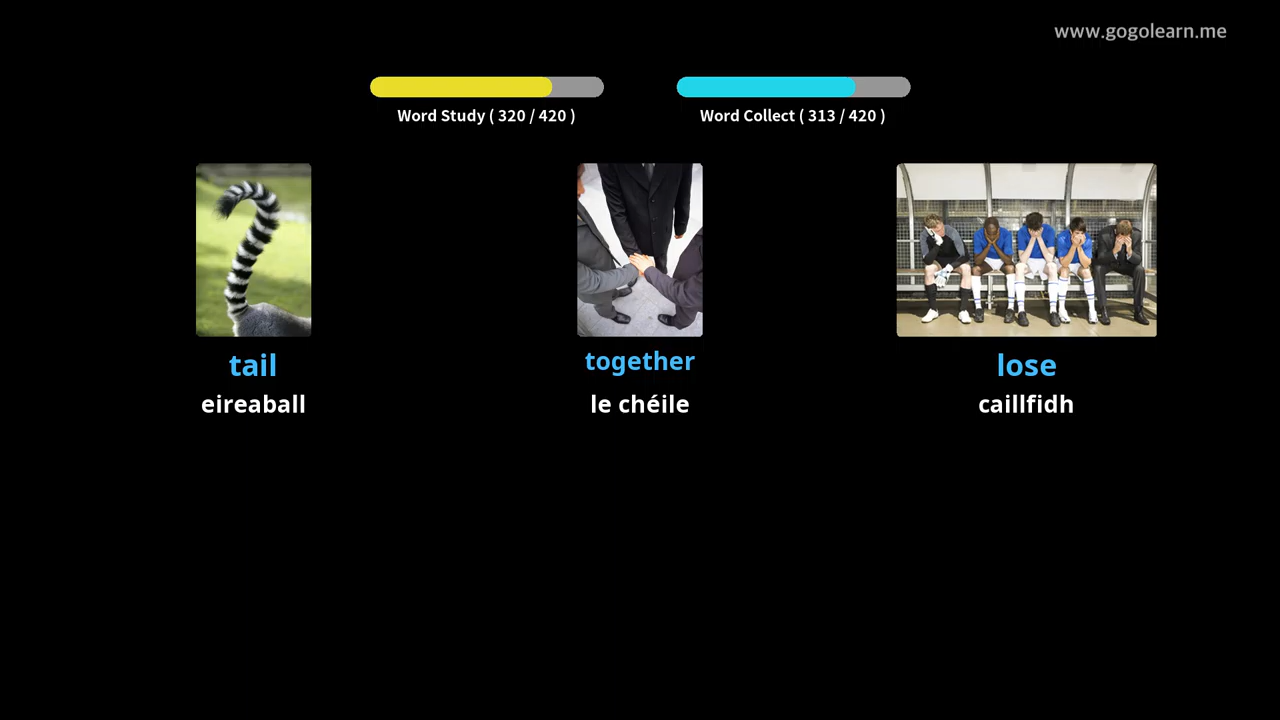 www.gogolearn.me
Word Study ( 320 / 420 )
Word Collect ( 313 / 420 )
tail
together
lose
eireaball
le chéile
caillfidh